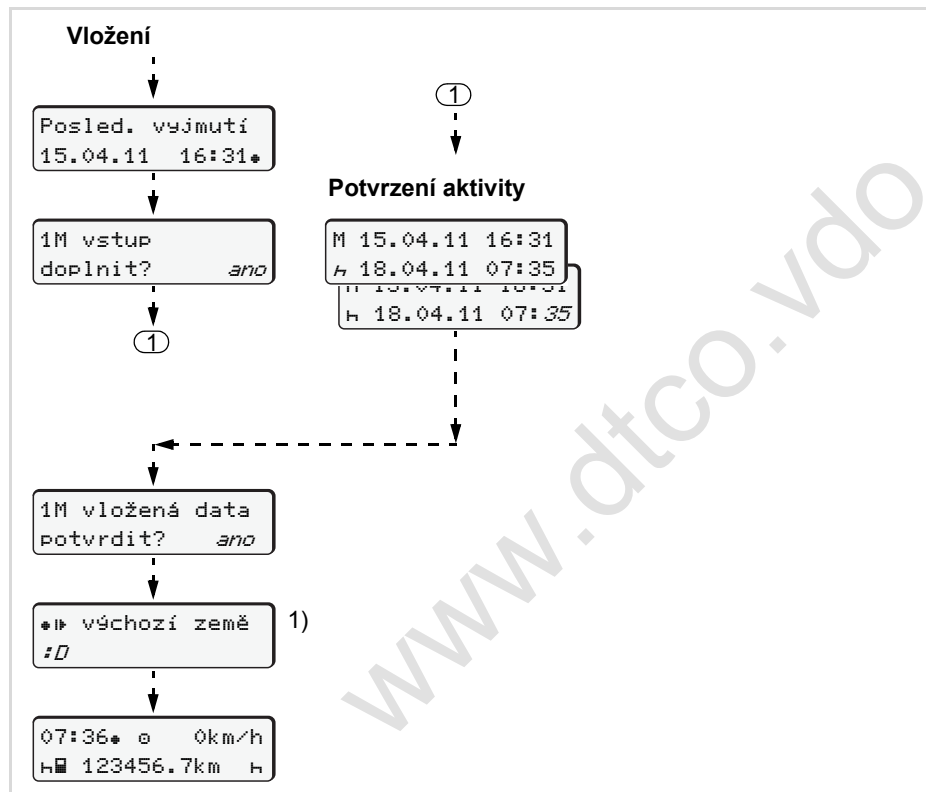 Vložení
Posled. vyjmutí
15.04.11 16:31
1M vstup
doplnit? ano
1
1
Potvrzení aktivity
M 15.04.11 16:31
18.04.11 07:35
18.04.11 07:35
1M vložená data
potvrdit? ano
výchozí země
:D
1)
07:36 0km/h
123456.7km
www.dtco.vdo